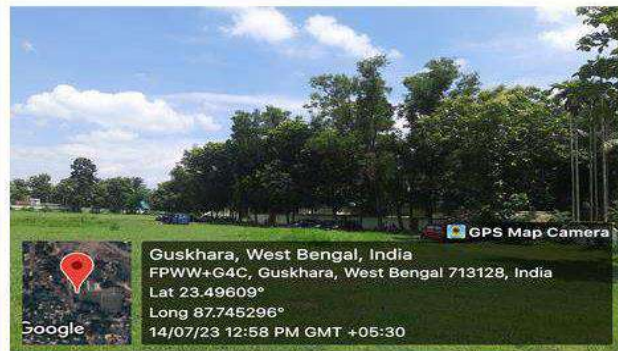 GPS Map Camera
Guskhara, West Bengal, India
FPWW+G4C, Guskhara, West Bengal 713128, India
Lat 23.49609°
Long 87.745296°
14/07/23 12:58 PM GMT +05:30
Google